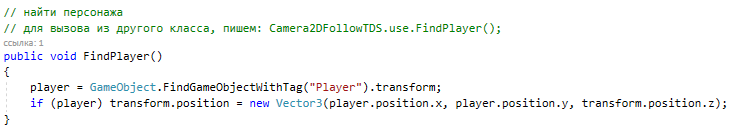 // найти персонажа
// для вызова из другого класса, пишем: Camera2DFollowTDS.use.FindPlayer();
ссылка: 1
public void FindPlayer()
{
player = GameObject.FindGameObjectWithTag("Player").transform;
if (player) transform.position = new Vector3(player.position.x, player.position.y, transform.position.z);
}